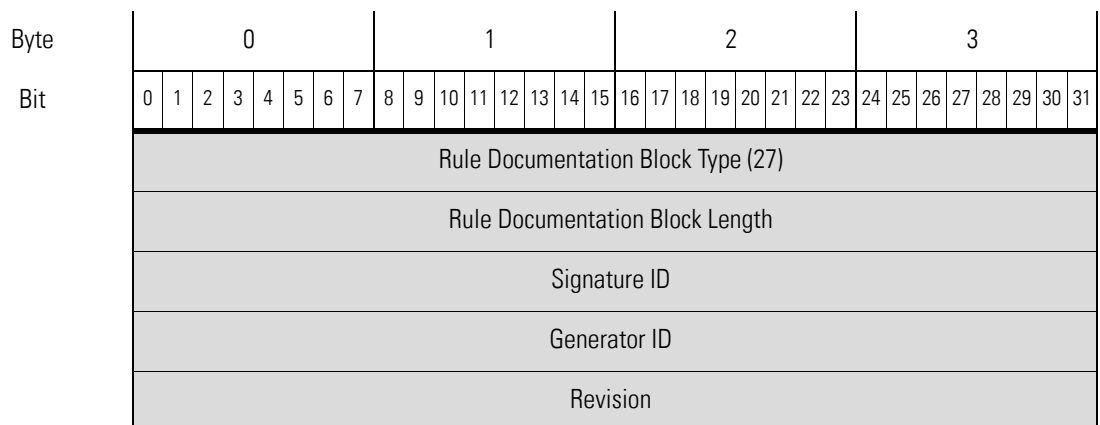 Byte 0 1 2 3
Bit 0 1 2 3 4 5 6 7 8 9 10 11 12 13 14 15 16 17 18 19 20 21 22 23 24 25 26 27 28 29 30 31
Rule Documentation Block Type (27)
Rule Documentation Block Length
Signature ID
Generator ID
Revision